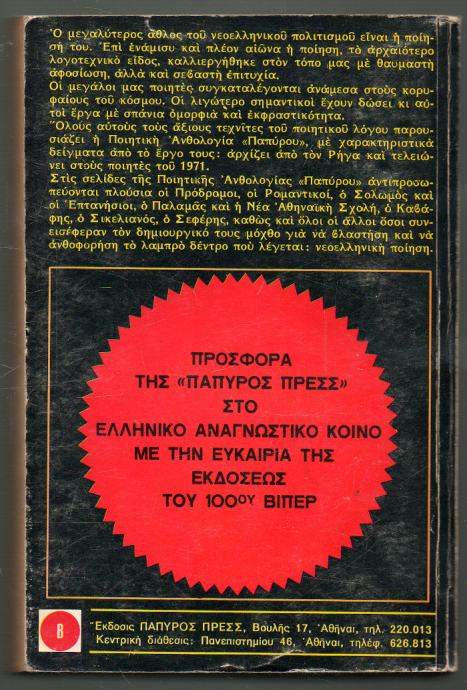 Ὁ μεγαλύτερος ἆθλος τοῦ νεοελληνικοῦ πολιτισμοῦ εἶναι ἡ ποίη-
σή του. Ἐπὶ ἑνάμισυ καὶ πλέον αἰῶνα ἡ ποίηση, τὸ ἀρχαιότερο
λογοτεχνικὸ εἶδος, καλλιεργήθηκε στὸν τόπο μας μὲ θαυμαστὴ
ἀφοσίωση, ἀλλὰ καὶ σεβαστὴ ἐπιτυχία.
Οἱ μεγάλοι μας ποιητὲς συγκαταλέγονται ἀνάμεσα στοὺς κορυ-
φαίους τοῦ κόσμου. Οἱ λιγώτερο σημαντικοὶ ἔχουν δώσει κι αὐ-
τοὶ ἔργα μὲ σπάνια ὀμορφιὰ καὶ ἐκφραστικότητα.
Ὅλους αὐτοὺς τοὺς ἄξιους τεχνῖτες τοῦ ποιητικοῦ λόγου παρου-
σιάζει ἡ Ποιητικὴ Ἀνθολογία «Παπύρου», μὲ χαρακτηριστικὰ
δείγματα ἀπὸ τὸ ἔργο τους: ἀρχίζει ἀπὸ τὸν Ρήγα καὶ τελειώ-
νει στοὺς ποιητὲς τοῦ 1971.
Στὶς σελίδες τῆς Ποιητικῆς Ἀνθολογίας «Παπύρου» ἀντιπροσω-
πεύονται πλούσια οἱ Πρόδρομοι, οἱ Ρομαντικοί, ὁ Σολωμὸς καὶ
οἱ Ἑπτανήσιοι, ὁ Παλαμᾶς καὶ ἡ Νέα Ἀθηναϊκὴ Σχολή, ὁ Καβά-
φης, ὁ Σικελιανός, ὁ Σεφέρης, καθὼς καὶ ὅλοι οἱ ἄλλοι ὅσοι συν-
εισέφεραν τὸν δημιουργικό τους μόχθο γιὰ νὰ βλαστήση καὶ νὰ
ἀνθοφορήση τὸ λαμπρὸ δέντρο ποὺ λέγεται: νεοελληνικὴ ποίηση.
ΠΡΟΣΦΟΡΑ
ΤΗΣ «ΠΑΠΥΡΟΣ ΠΡΕΣΣ»
ΣΤΟ
ΕΛΛΗΝΙΚΟ ΑΝΑΓΝΩΣΤΙΚΟ ΚΟΙΝΟ
ΜΕ ΤΗΝ ΕΥΚΑΙΡΙΑ ΤΗΣ
ΕΚΔΟΣΕΩΣ
ΤΟΥ 100ΟΥ ΒΙΠΕΡ
Β
Ἔκδοσις ΠΑΠΥΡΟΣ ΠΡΕΣΣ, Βουλῆς 17, Ἀθῆναι, τηλ. 220.013
Κεντρικὴ διάθεσις: Πανεπιστημίου 46, Ἀθῆναι, τηλέφ. 626.813